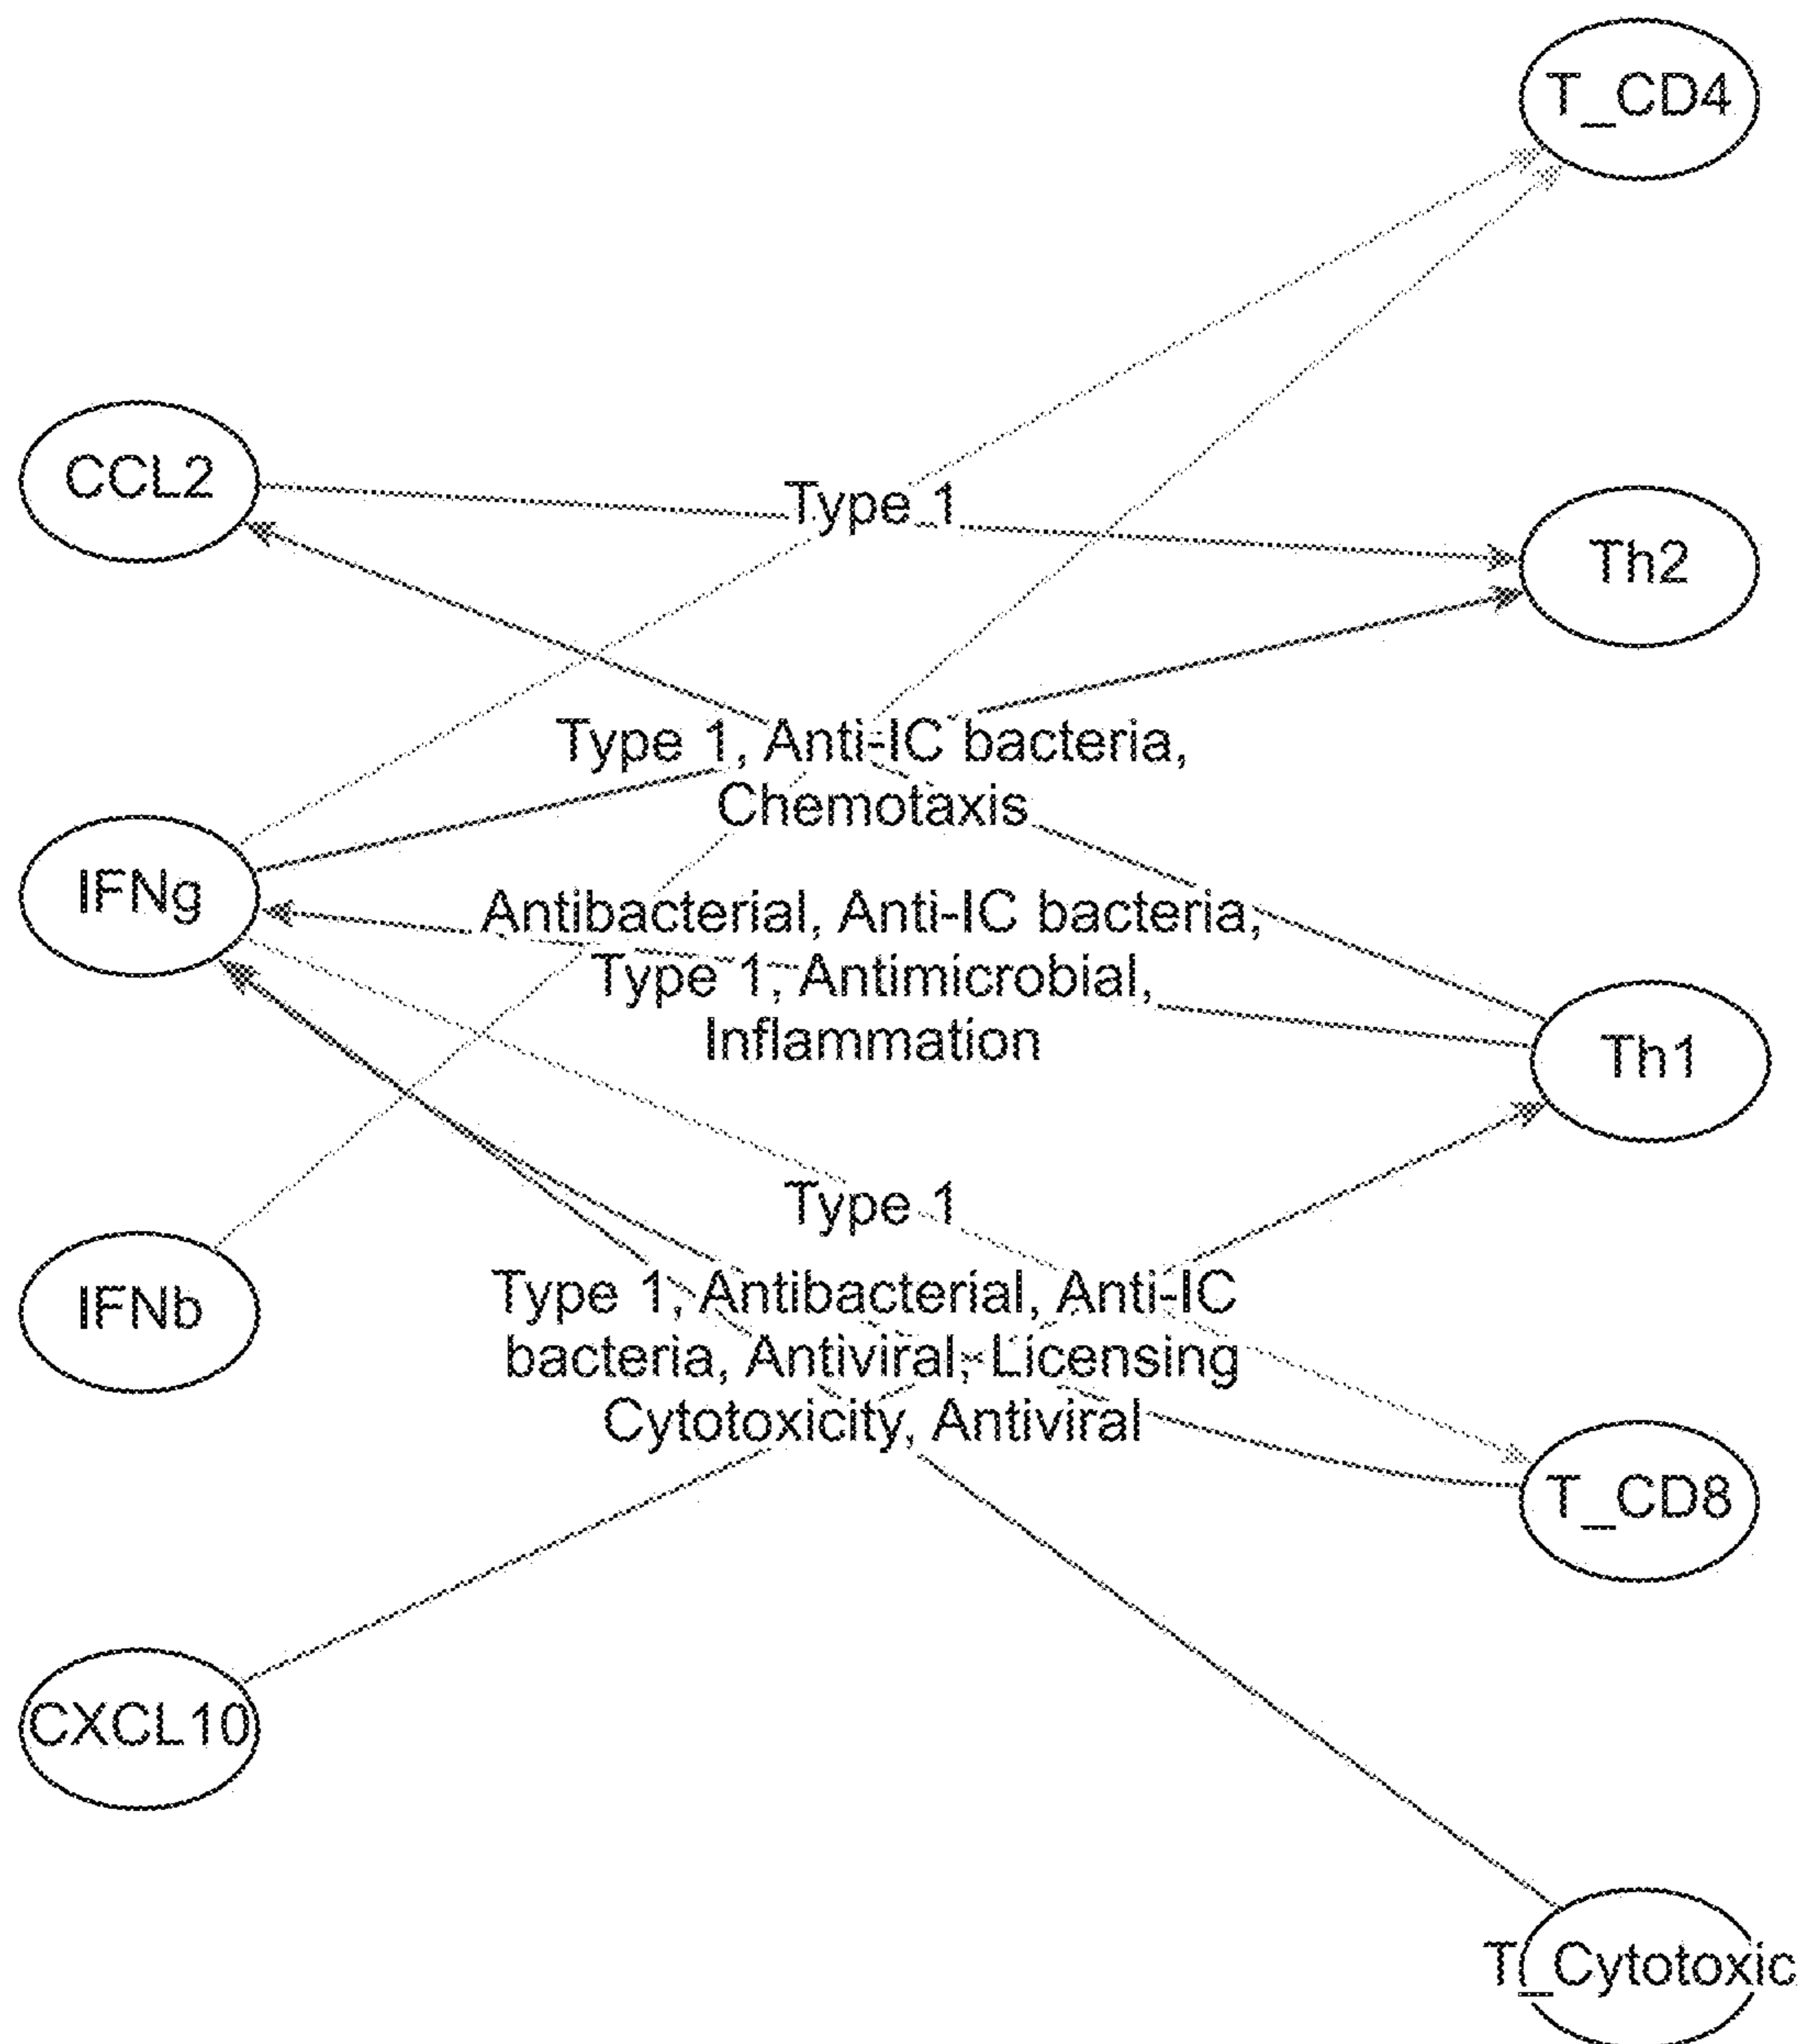 T_CD4
CCL2
Type 1
Th2
Type 1, Anti-IC bacteria,
Chemotaxis
IFNg
Antibacterial, Anti-IC bacteria,
Type 1, Antimicrobial,
Inflammation
Th1
Type 1
IFNb
Type 1, Antibacterial, Anti-IC
bacteria, Antiviral, Licensing
Cytotoxicity, Antiviral
T_CD8
CXCL10
T_Cytotoxic